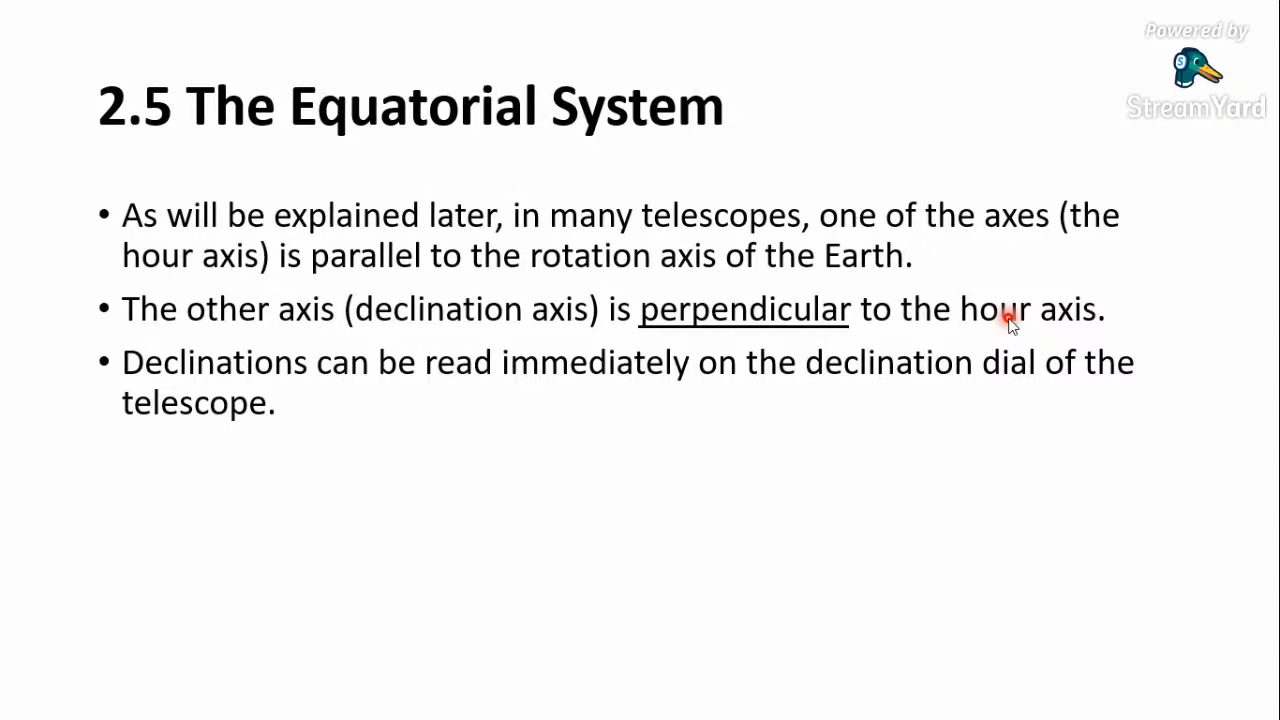 Powered by
StreamYard
2.5 The Equatorial System
• As will be explained later, in many telescopes, one of the axes (the
hour axis) is parallel to the rotation axis of the Earth.
• The other axis (declination axis) is perpendicular to the hour axis.
• Declinations can be read immediately on the declination dial of the
telescope.